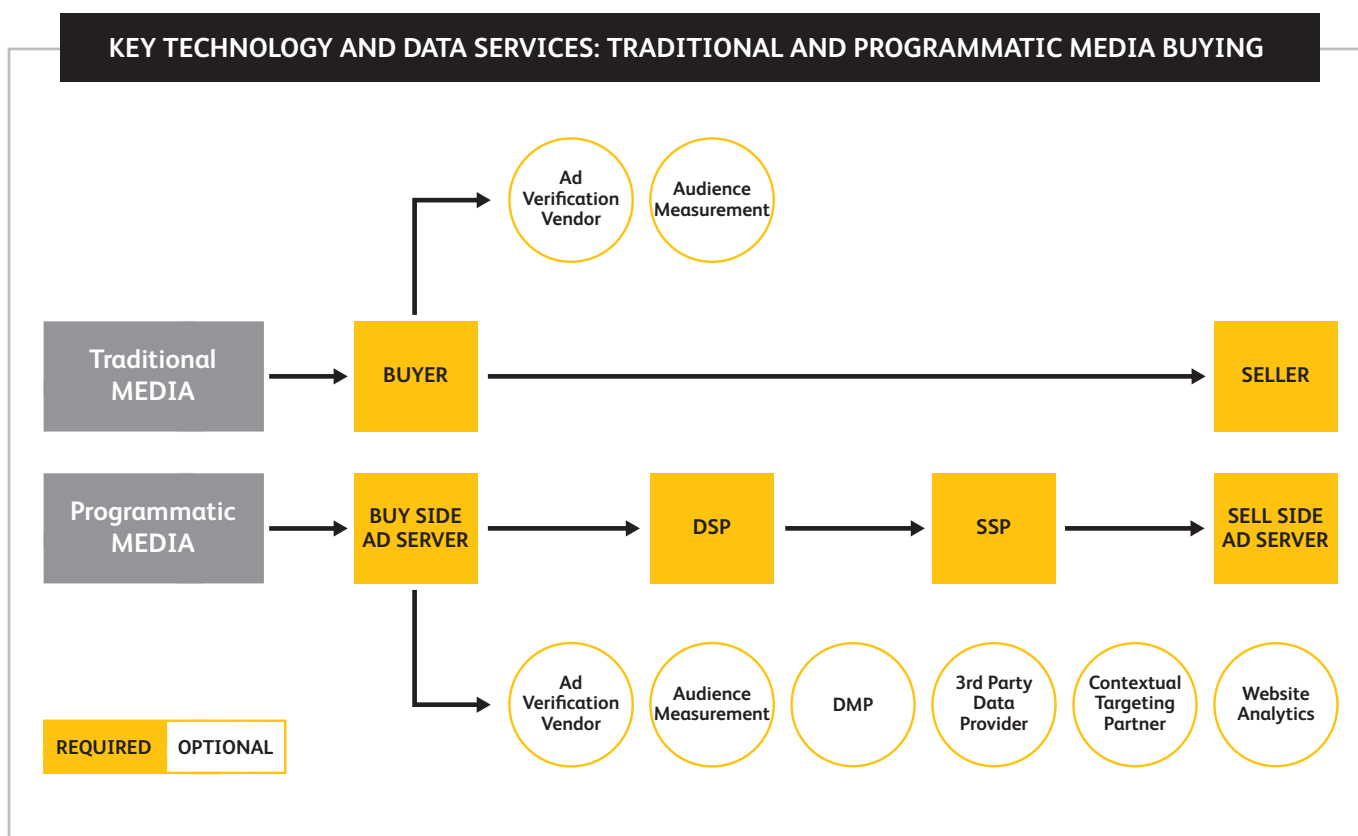 KEY TECHNOLOGY AND DATA SERVICES: TRADITIONAL AND PROGRAMMATIC MEDIA BUYING
Ad
Verification
Vendor
Audience
Measurement
Traditional
MEDIA
BUYER
SELLER
Programmatic
MEDIA
BUY SIDE
AD SERVER
DSP
SSP
SELL SIDE
AD SERVER
Ad
Verification
Vendor
Audience
Measurement
DMP
3rd Party
Data
Provider
Contextual
Targeting
Partner
Website
Analytics
REQUIRED
OPTIONAL